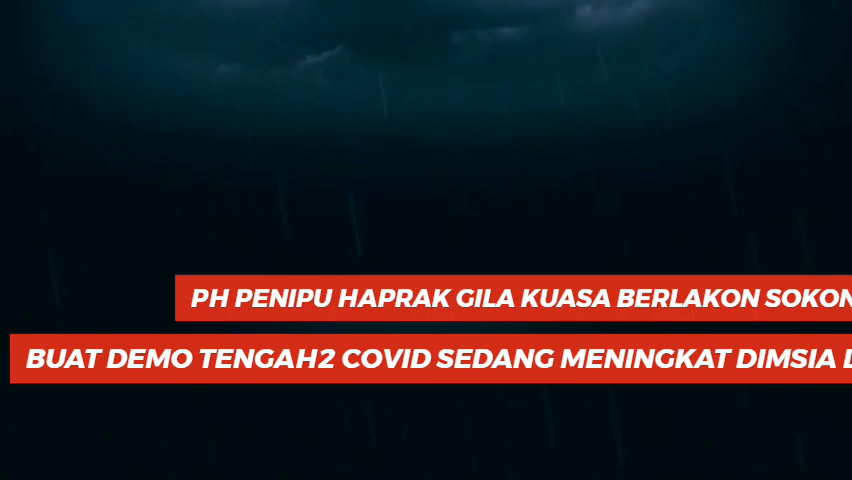 PH PENIPU HAPRAK GILA KUASA BERLAKON SOKON
BUAT DEMO TENGAH2 COVID SEDANG MENINGKAT DIMSIA